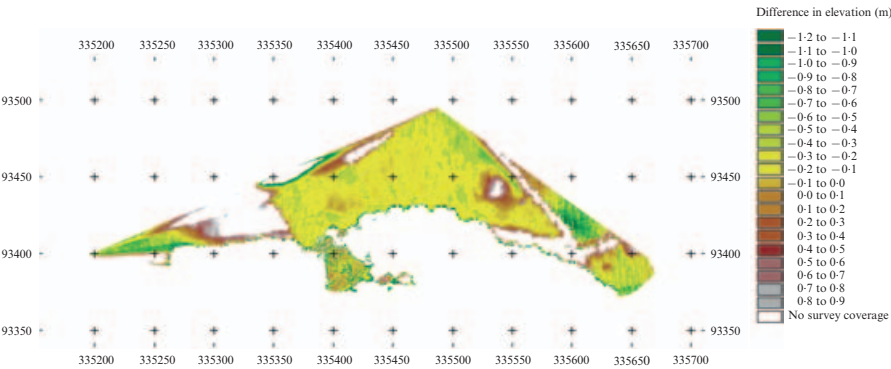 Difference in elevation (m)
335200 335250 335300 335350 335400 335450 335500 335550 335600 335650 335700
93500 93500
93450 93450
93400 93400
93350 93350
335200 335250 335300 335350 335400 335450 335500 335550 335600 335650 335700
−1·2 to −1·1
−1·1 to −1·0
−1·0 to −0·9
−0·9 to −0·8
−0·8 to −0·7
−0·7 to −0·6
−0·6 to −0·5
−0·5 to −0·4
−0·4 to −0·3
−0·3 to −0·2
−0·2 to −0·1
−0·1 to 0·0
0·0 to 0·1
0·1 to 0·2
0·2 to 0·3
0·3 to 0·4
0·4 to 0·5
0·5 to 0·6
0·6 to 0·7
0·7 to 0·8
0·8 to 0·9
No survey coverage